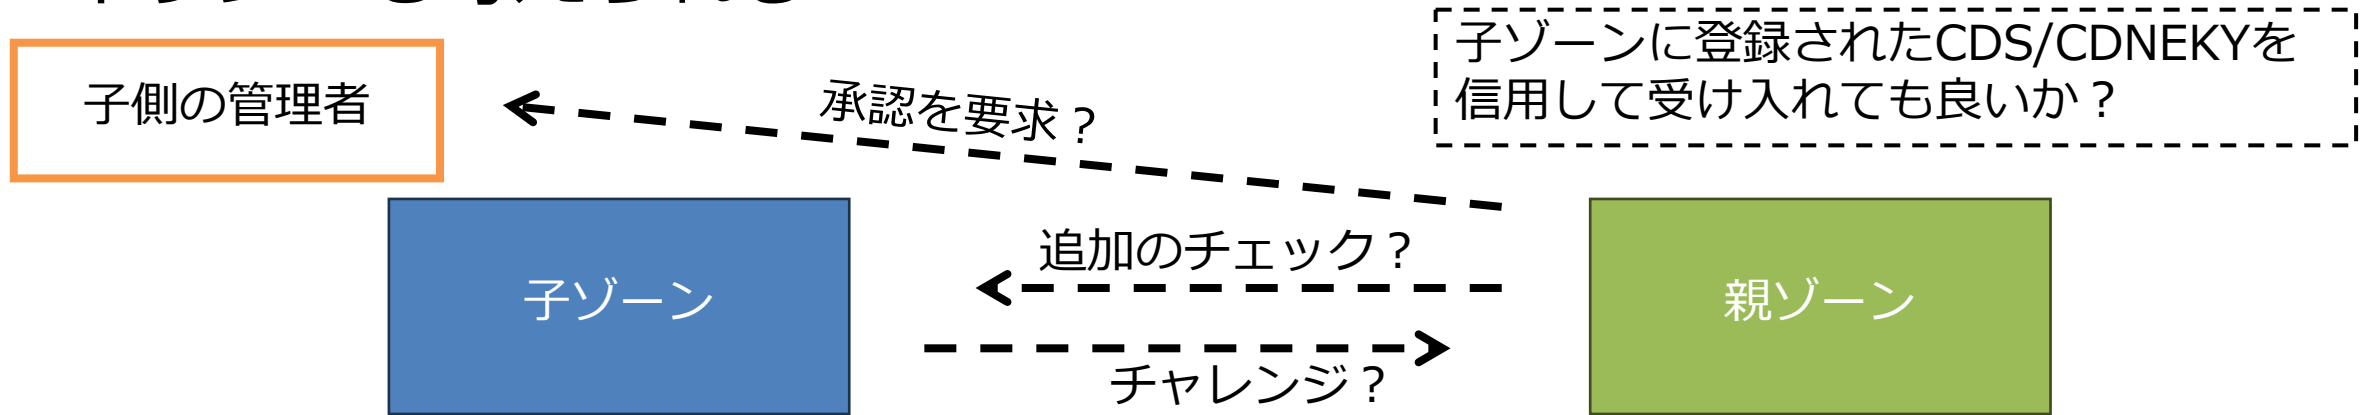 子ゾーンに登録されたCDS/CDNEKYを
信用して受け入れても良いか？
子側の管理者
承認を要求？
追加のチェック？
子ゾーン
親ゾーン
チャレンジ？